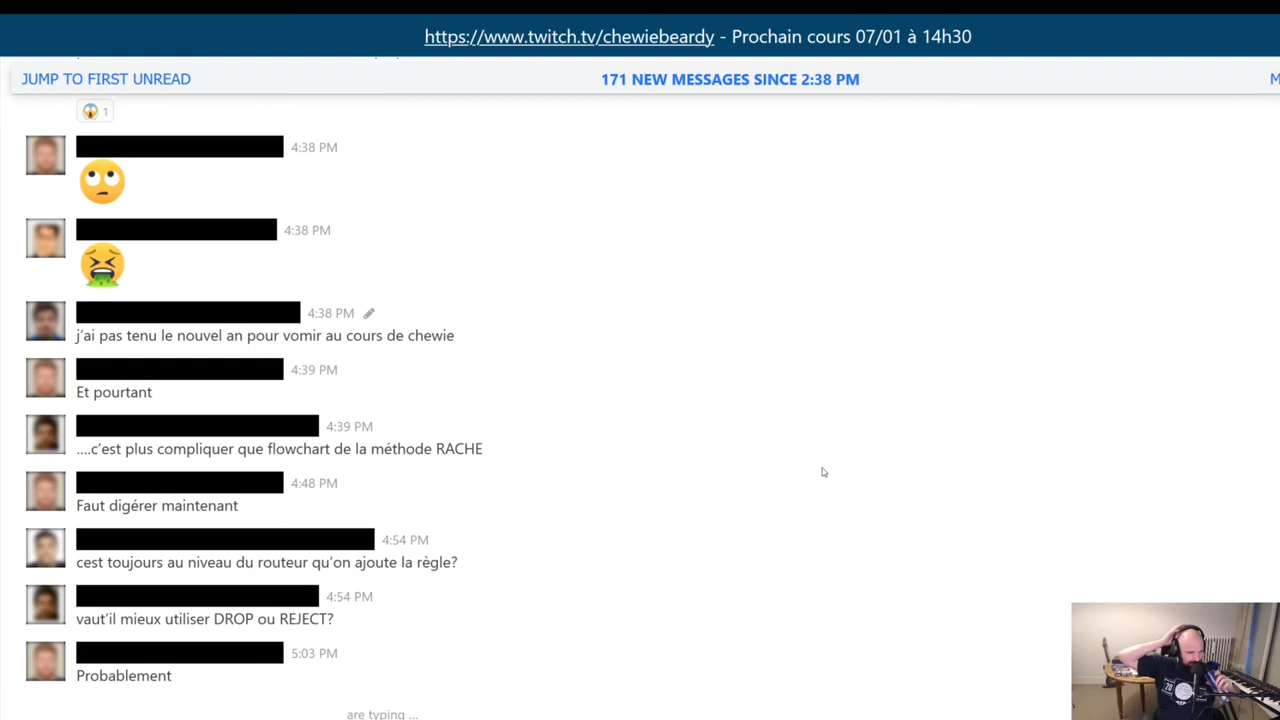 https://www.twitch.tv/chewiebeardy - Prochain cours 07/01 à 14h30
JUMP TO FIRST UNREAD
171 NEW MESSAGES SINCE 2:38 PM
M
1
4:38 PM
4:38 PM
4:38 PM
j'ai pas tenu le nouvel an pour vomir au cours de chewie
4:39 PM
Et pourtant
4:39 PM
....c'est plus compliquer que flowchart de la méthode RACHE
4:48 PM
Faut digérer maintenant
4:54 PM
cest toujours au niveau du routeur qu'on ajoute la règle?
4:54 PM
vaut'il mieux utiliser DROP ou REJECT?
5:03 PM
Probablement
are typing ...